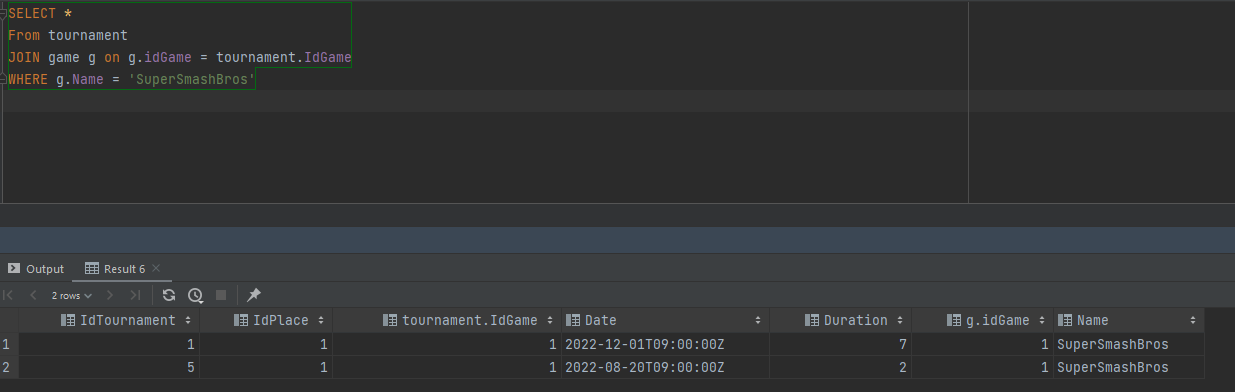 SELECT *
From tournament
JOIN game g on g.idGame = tournament.IdGame
WHERE g.Name = 'SuperSmashBros'
Output Result 6
2 rows
IdTournament IdPlace tournament.IdGame Date Duration g.idGame Name
1 1 1 1 2022-12-01T09:00:00Z 7 1 SuperSmashBros
2 5 1 1 2022-08-20T09:00:00Z 2 1 SuperSmashBros